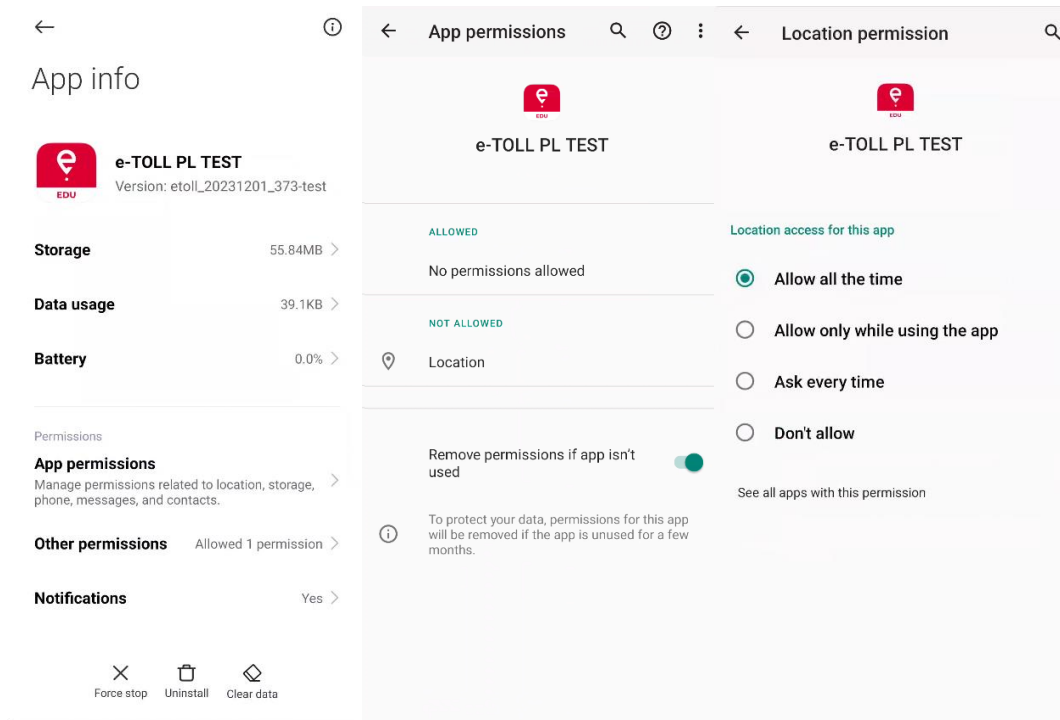 App info
e-TOLL PL TEST
Version: etoll_20231201_373-test
EDU
Storage 55.84MB
Data usage 39.1KB
Battery 0.0%
Permissions
App permissions
Manage permissions related to location, storage,
phone, messages, and contacts.
Other permissions Allowed 1 permission
Notifications Yes
Force stop Uninstall Clear data
App permissions
EDU
e-TOLL PL TEST
ALLOWED
No permissions allowed
NOT ALLOWED
Location
Remove permissions if app isn't
used
To protect your data, permissions for this app
will be removed if the app is unused for a few
months.
Location permission
EDU
e-TOLL PL TEST
Location access for this app
Allow all the time
Allow only while using the app
Ask every time
Don't allow
See all apps with this permission